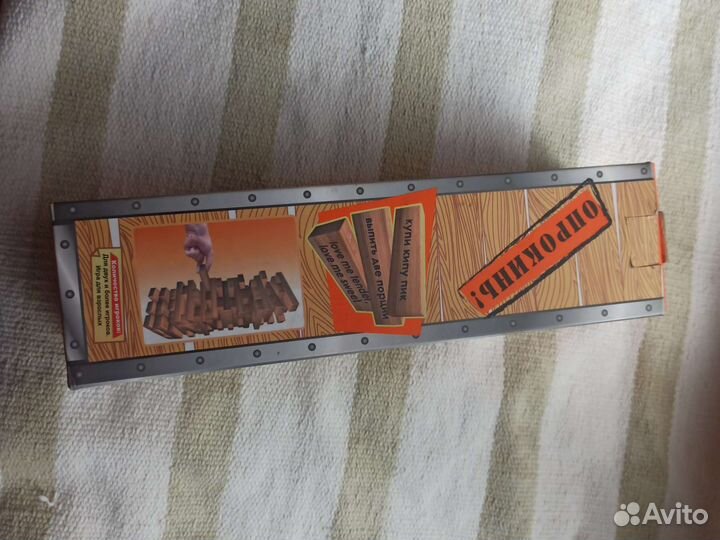 ОПРОКИНЬ!
КУПИ КИПУ ПИК
ВЫПИТЬ ДВЕ ПОРЦИИ
love me tender
love me sweet
Количество игроков:
Для двух и более игроков.
Игра для взрослых
Avito